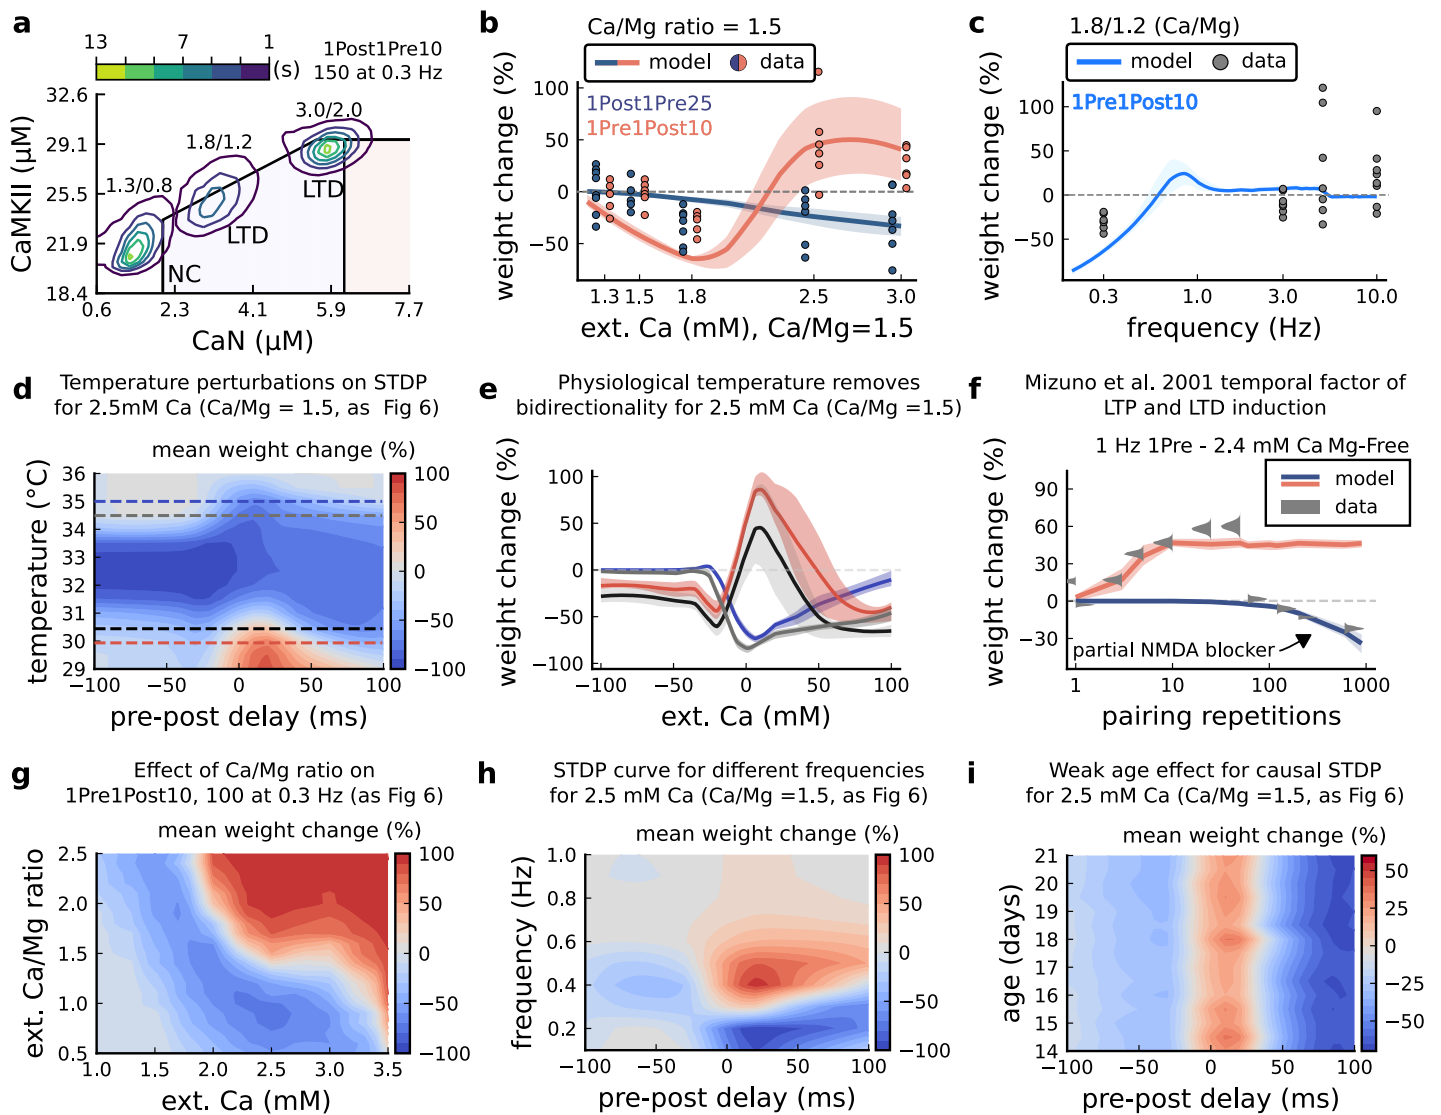 a
13 7 1
(s)
1Post1Pre10
150 at 0.3 Hz
CaMKII (μM)
32.6
29.1
25.5
21.9
18.4
3.0/2.0
1.8/1.2
1.3/0.8
LTD
LTD
NC
0.6 2.3 4.1 5.9 7.7
CaN (μM)
b
Ca/Mg ratio = 1.5
model data
1Post1Pre25
1Pre1Post10
weight change (%)
100
50
0
−50
1.3 1.5 1.8 2.5 3.0
ext. Ca (mM), Ca/Mg=1.5
c
1.8/1.2 (Ca/Mg)
model data
1Pre1Post10
weight change (%)
100
50
0
−50
0.3 1.0 3.0 10.0
frequency (Hz)
d
Temperature perturbations on STDP
for 2.5mM Ca (Ca/Mg = 1.5, as Fig 6)
mean weight change (%)
temperature (°C)
36
35
34
33
32
31
30
29
−100 −50 0 50 100
pre-post delay (ms)
100
50
0
−50
−100
e
Physiological temperature removes
bidirectionality for 2.5 mM Ca (Ca/Mg =1.5)
weight change (%)
100
50
0
−50
−100
−100 −50 0 50 100
ext. Ca (mM)
f
Mizuno et al. 2001 temporal factor of
LTP and LTD induction
1 Hz 1Pre - 2.4 mM Ca Mg-Free
model
data
weight change (%)
90
60
30
0
−30
partial NMDA blocker
1 10 100 1000
pairing repetitions
g
Effect of Ca/Mg ratio on
1Pre1Post10, 100 at 0.3 Hz (as Fig 6)
mean weight change (%)
ext. Ca/Mg ratio
2.5
2.0
1.5
1.0
0.5
1.0 1.5 2.0 2.5 3.0 3.5
ext. Ca (mM)
100
50
0
−50
−100
h
STDP curve for different frequencies
for 2.5 mM Ca (Ca/Mg =1.5, as Fig 6)
mean weight change (%)
frequency (Hz)
1.0
0.8
0.6
0.4
0.2
−100 −50 0 50 100
pre-post delay (ms)
100
50
0
−50
−100
i
Weak age effect for causal STDP
for 2.5 mM Ca (Ca/Mg =1.5, as Fig 6)
mean weight change (%)
age (days)
21
20
19
18
17
16
15
14
−100 −50 0 50 100
pre-post delay (ms)
50
25
0
−25
−50